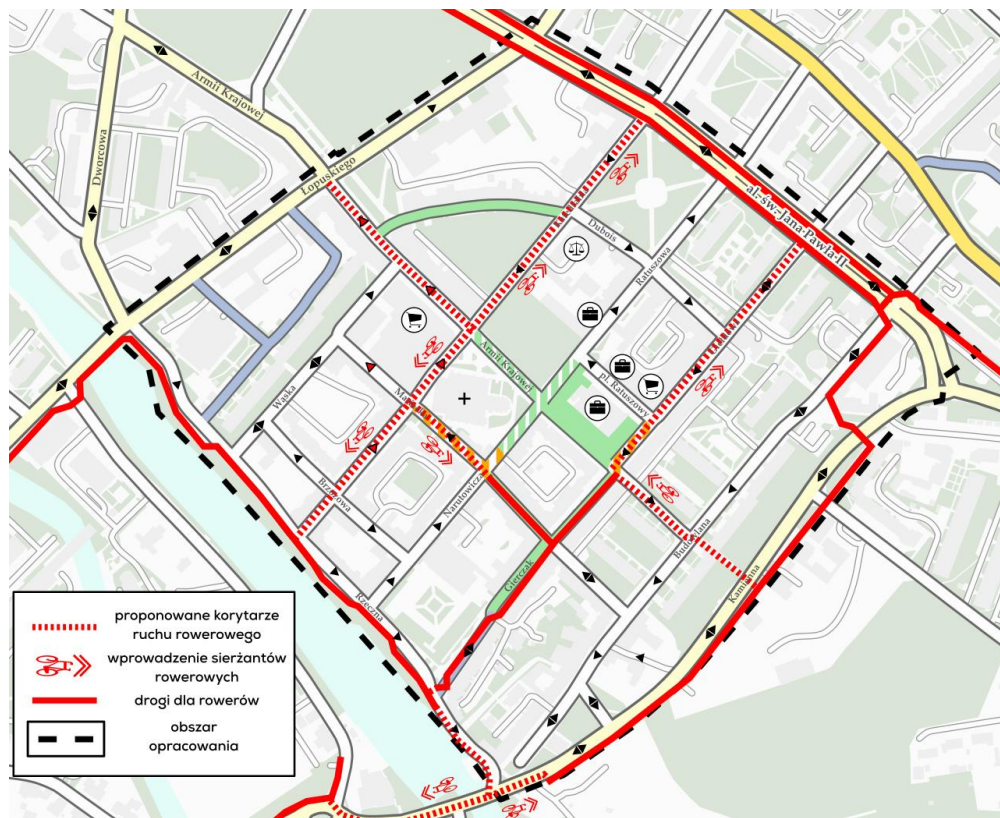 Armii Krajowej
Dworcowa
Łopuskiego
al. św. Jana Pawła II
Dubois
Ratuszowa
Armii Krajowej
pl. Ratuszowy
Wąska
Narutowicza
Brzozowa
Budowlana
Gierczak
Kamienna
Rzeczna
proponowane korytarze
ruchu rowerowego
wprowadzenie sierżantów
rowerowych
drogi dla rowerów
obszar
opracowania